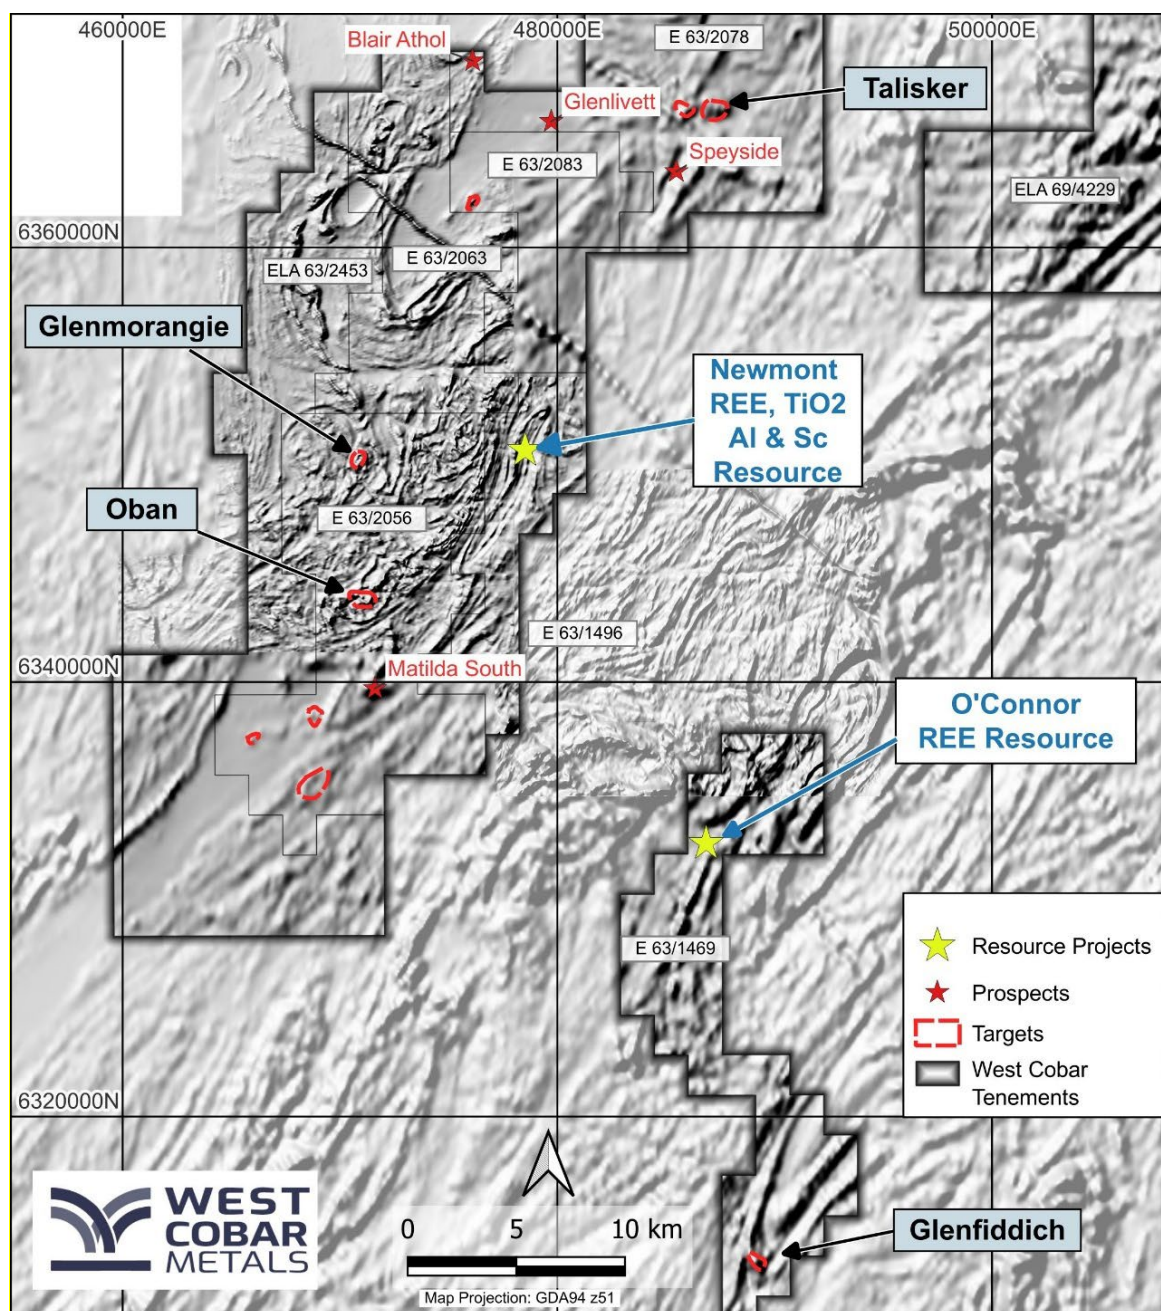 460000E
480000E
500000E
E 63/2078
Blair Athol
Talisker
Glenlivett
Speyside
E 63/2083
ELA 69/4229
6360000N
ELA 63/2453
E 63/2063
Glenmorangie
Newmont
REE, TiO2
Al & Sc
Resource
Oban
E 63/2056
E 63/1496
6340000N
Matilda South
O'Connor
REE Resource
E 63/1469
Resource Projects
Prospects
Targets
West Cobar
Tenements
6320000N
WEST
COBAR
METALS
0 5 10 km
Map Projection: GDA94 z51
Glenfiddich